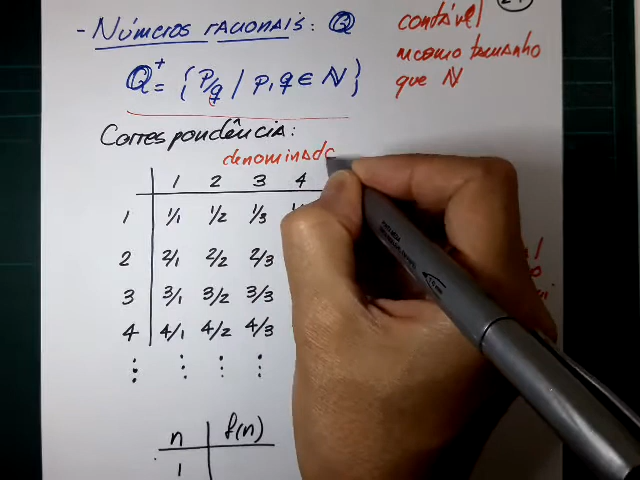 - Números racionais: Q
Q⁺ = { p/q / p, q ∈ N }
contável
mesmo tamanho
que N
Correspondência:
denominado
1 2 3 4
1 1/1 1/2 1/3
2 2/1 2/2 2/3
3 3/1 3/2 3/3
4 4/1 4/2 4/3
⋮ ⋮ ⋮ ⋮
n f(n)
1